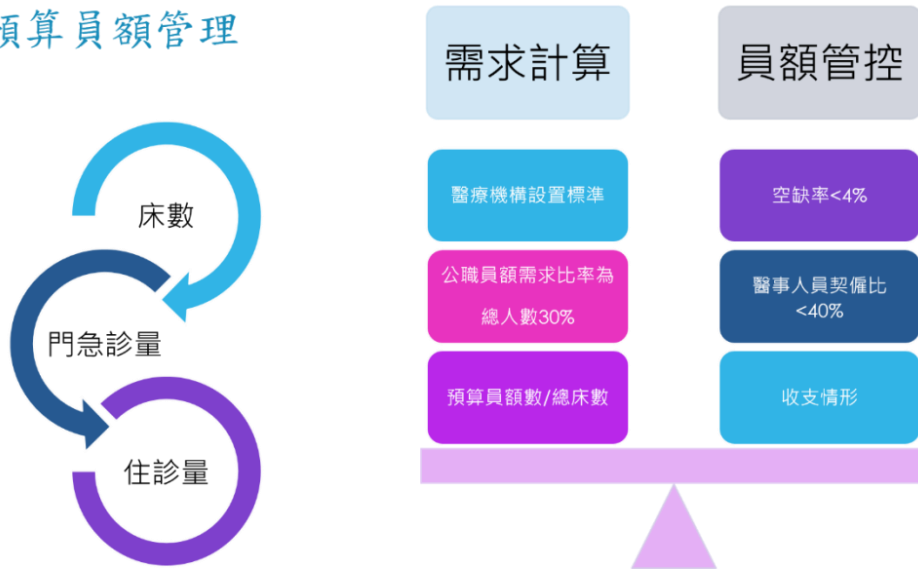 預算員額管理
床數
門急診量
住診量
需求計算
醫療機構設置標準
公職員額需求比率為
總人數30%
預算員額數/總床數
員額管控
空缺率<4%
醫事人員契僱比
<40%
收支情形